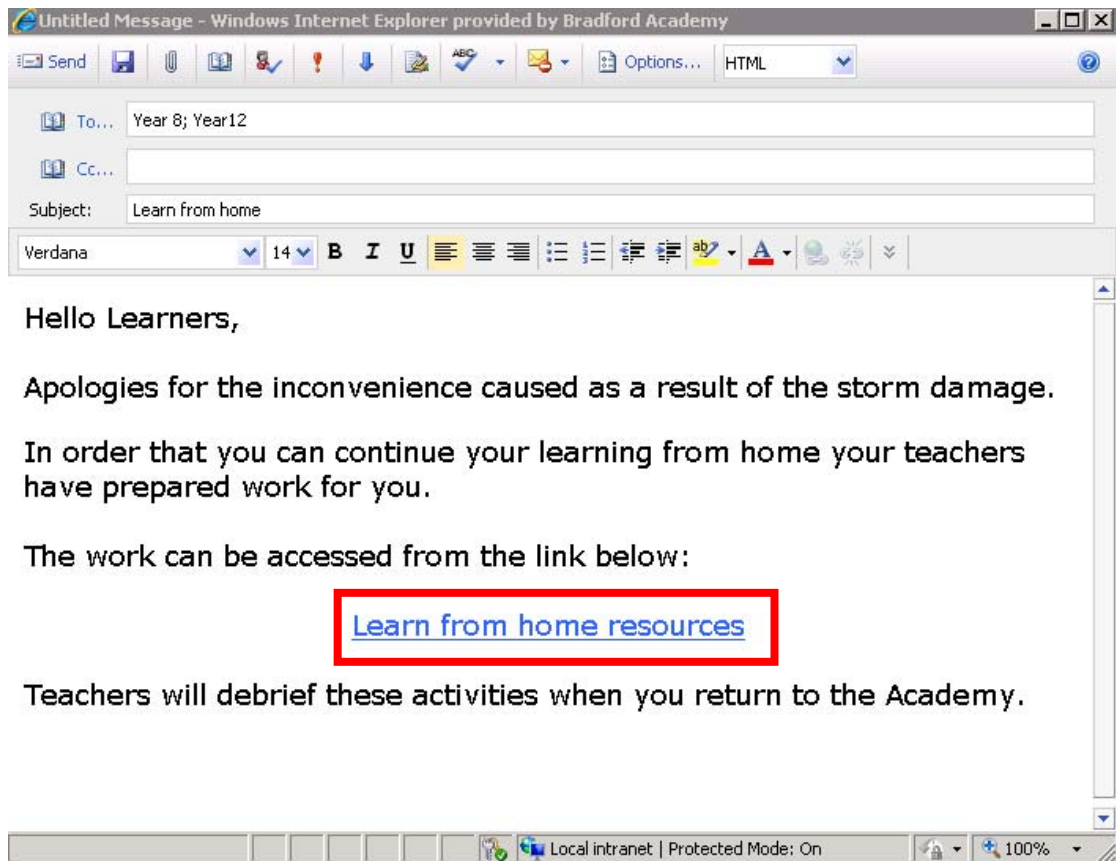 Untitled Message - Windows Internet Explorer provided by Bradford Academy
Send ABC Options... HTML
To... Year 8; Year12
Cc...
Subject: Learn from home
Verdana 14 B I U ab A
Hello Learners,
Apologies for the inconvenience caused as a result of the storm damage.
In order that you can continue your learning from home your teachers
have prepared work for you.
The work can be accessed from the link below:
Learn from home resources
Teachers will debrief these activities when you return to the Academy.
Local intranet | Protected Mode: On 100%